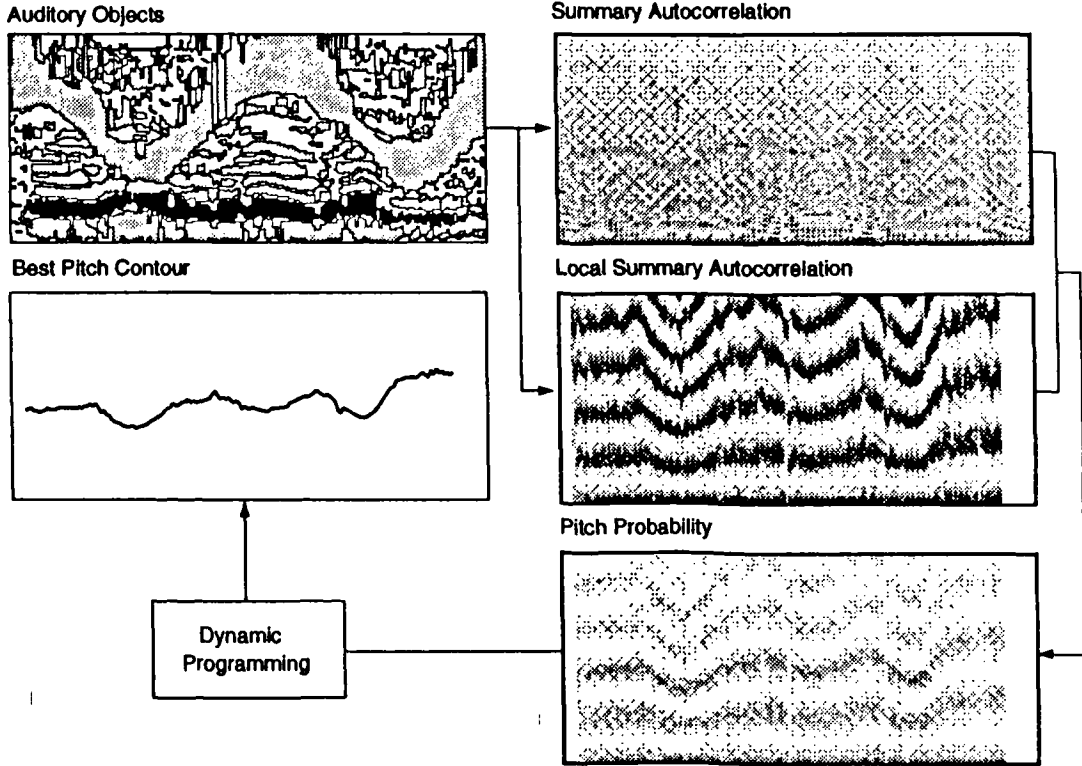 Auditory Objects
Summary Autocorrelation
Best Pitch Contour
Local Summary Autocorrelation
Pitch Probability
Dynamic
Programming